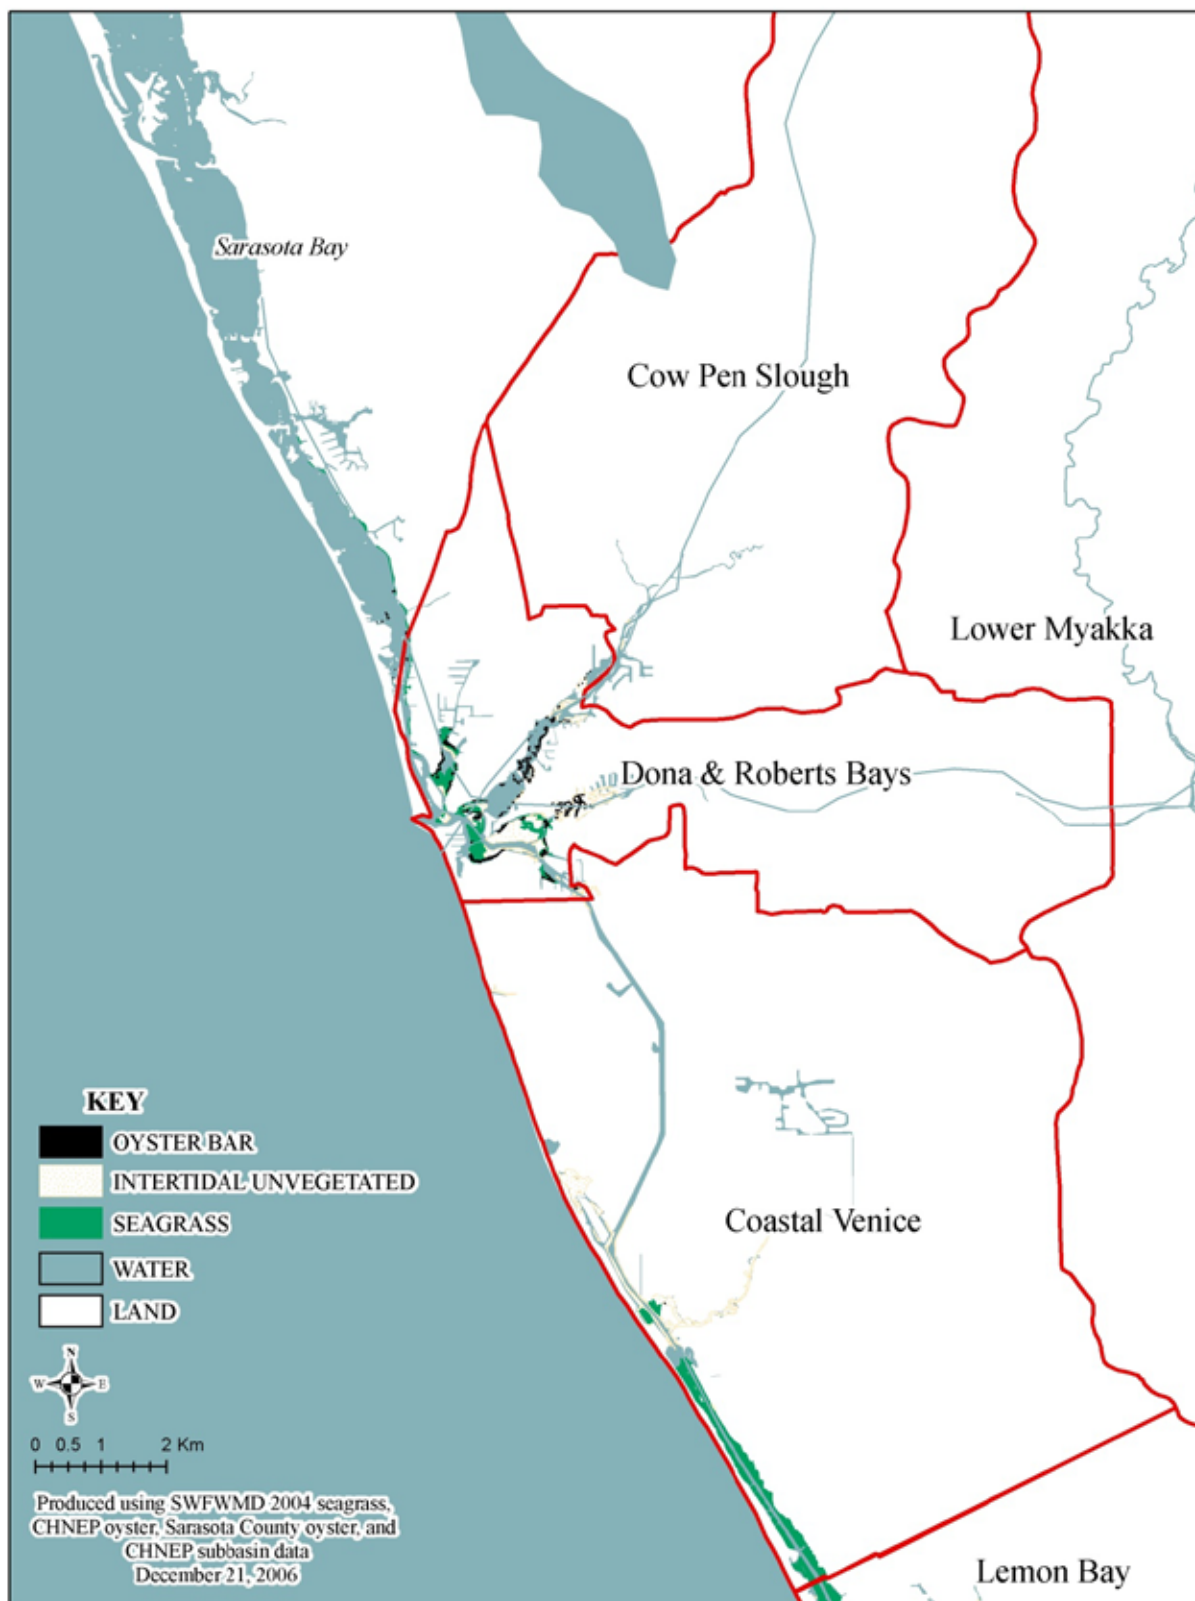 Sarasota Bay
Cow Pen Slough
Lower Myakka
Dona & Roberts Bays
KEY
OYSTER BAR
INTERTIDAL UNVEGETATED
SEAGRASS
WATER
LAND
Coastal Venice
N
W E
S
0 0.5 1 2 Km
Produced using SWFWMD 2004 seagrass,
CHNEP oyster, Sarasota County oyster, and
CHNEP subbasin data
December 21, 2006
Lemon Bay